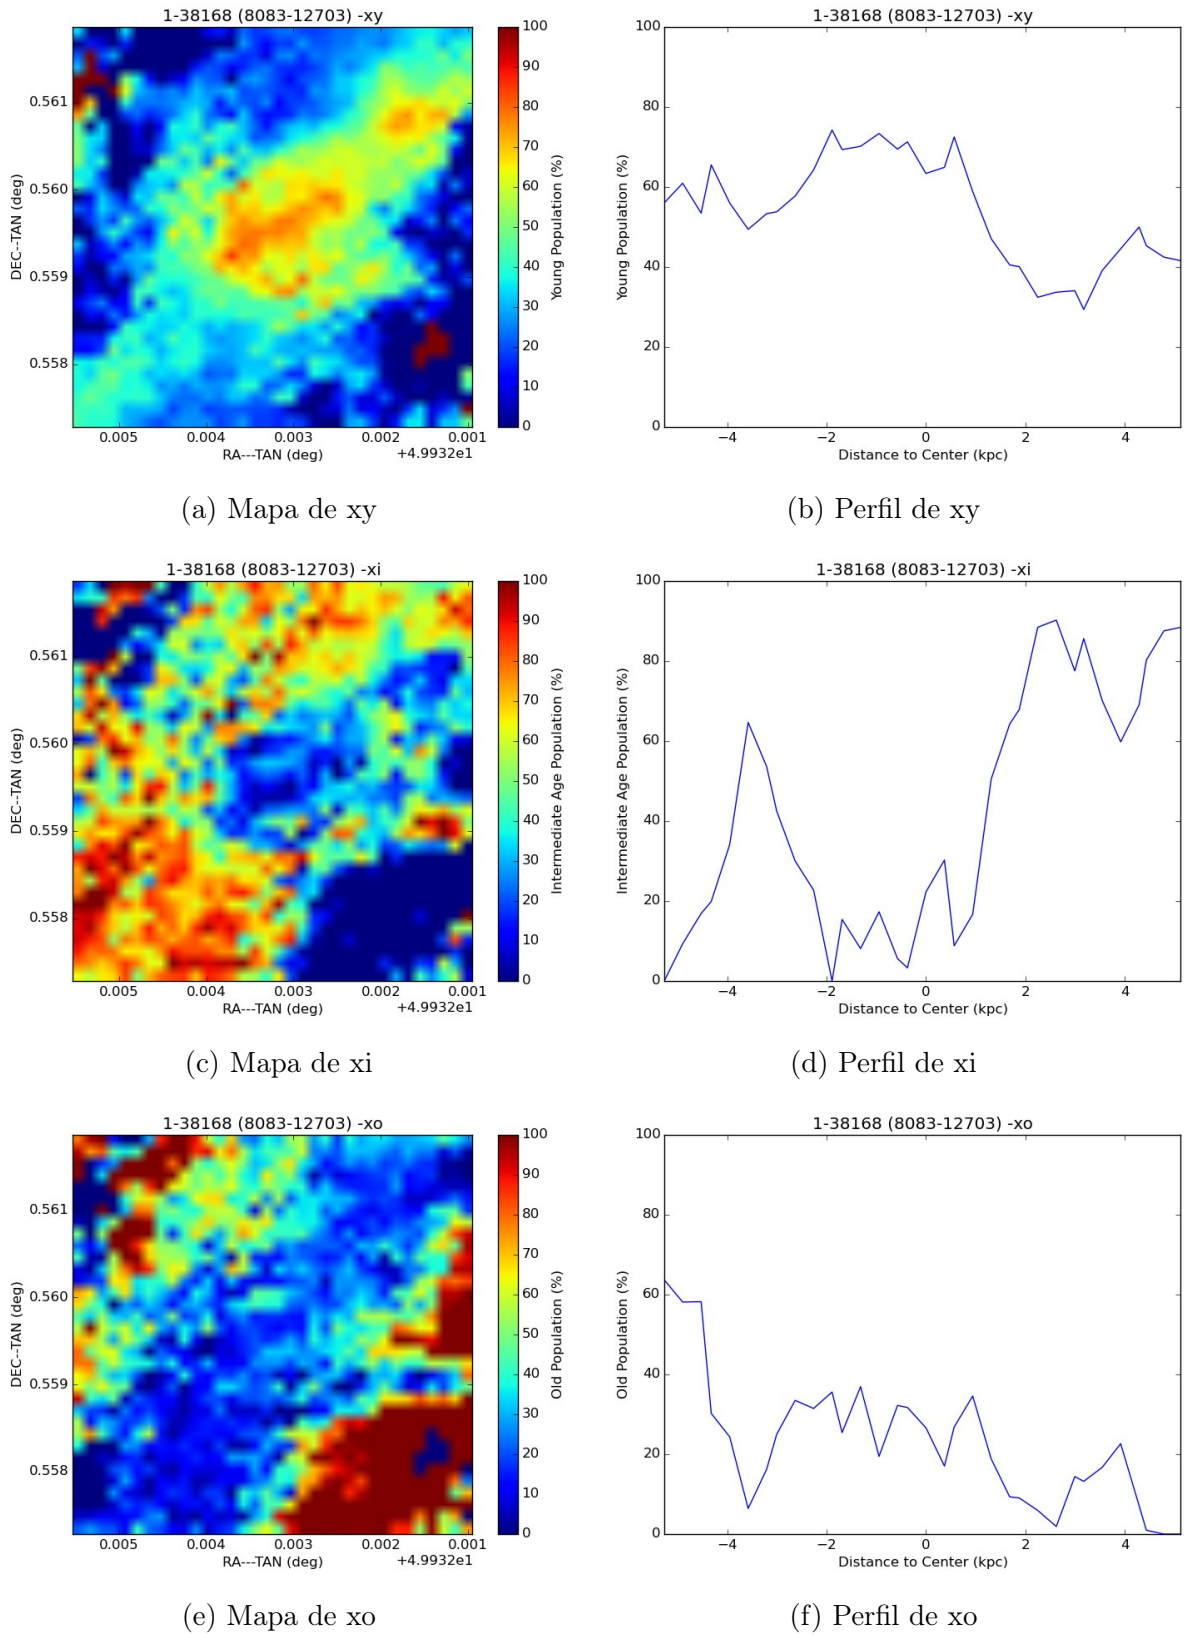 1-38168 (8083-12703) -xy
100
90
80
70
60
50
40
30
20
10
0
Young Population (%)
0.561
0.560
0.559
0.558
DEC--TAN (deg)
0.005 0.004 0.003 0.002 0.001
RA---TAN (deg)
+4.9932e1
(a) Mapa de xy
1-38168 (8083-12703) -xy
100
80
60
40
20
0
Young Population (%)
−4 −2 0 2 4
Distance to Center (kpc)
(b) Perfil de xy
1-38168 (8083-12703) -xi
100
90
80
70
60
50
40
30
20
10
0
Intermediate Age Population (%)
0.561
0.560
0.559
0.558
DEC--TAN (deg)
0.005 0.004 0.003 0.002 0.001
RA---TAN (deg)
+4.9932e1
(c) Mapa de xi
1-38168 (8083-12703) -xi
100
80
60
40
20
0
Intermediate Age Population (%)
−4 −2 0 2 4
Distance to Center (kpc)
(d) Perfil de xi
1-38168 (8083-12703) -xo
100
90
80
70
60
50
40
30
20
10
0
Old Population (%)
0.561
0.560
0.559
0.558
DEC--TAN (deg)
0.005 0.004 0.003 0.002 0.001
RA---TAN (deg)
+4.9932e1
(e) Mapa de xo
1-38168 (8083-12703) -xo
100
80
60
40
20
0
Old Population (%)
−4 −2 0 2 4
Distance to Center (kpc)
(f) Perfil de xo